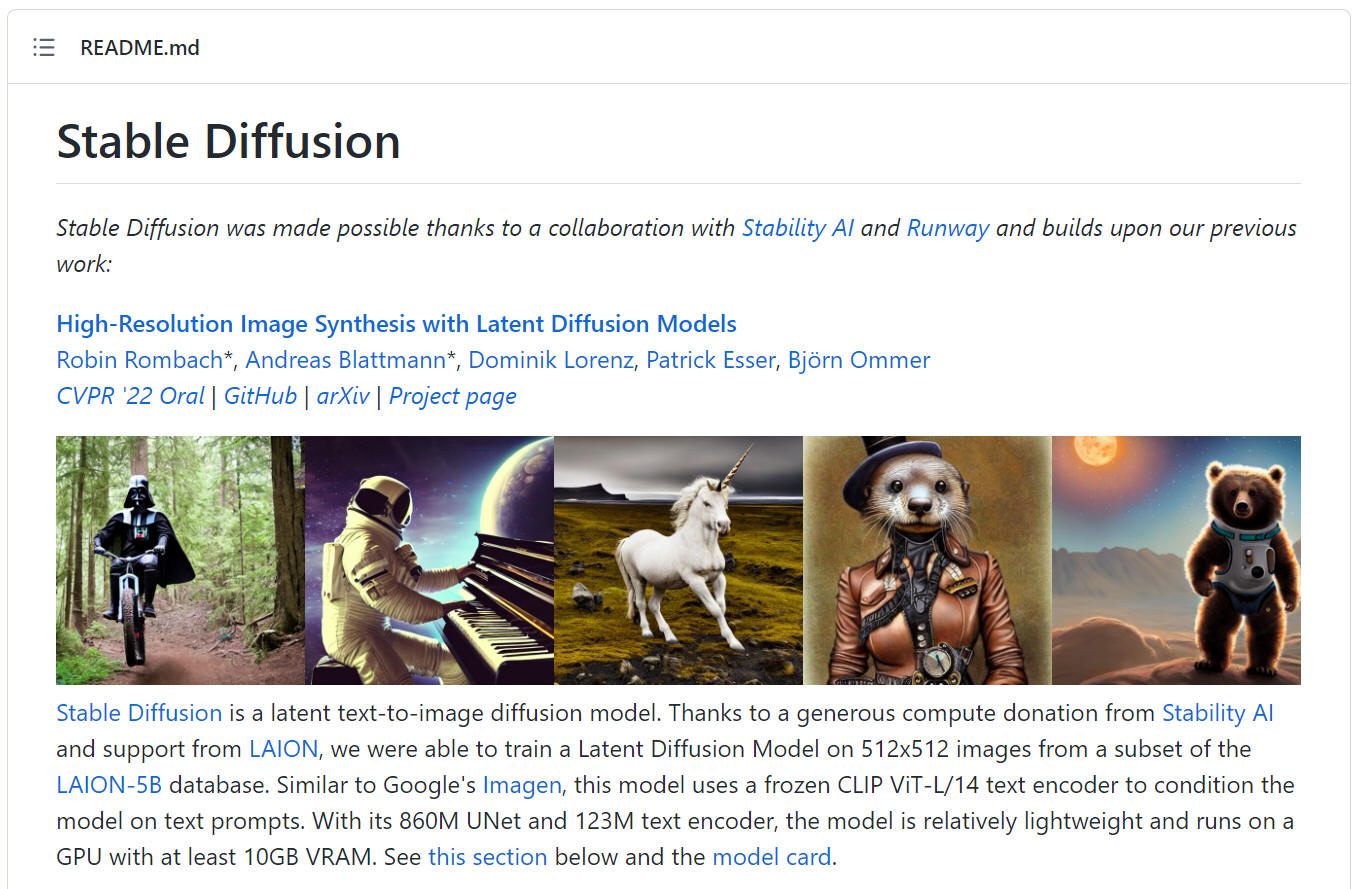 README.md
Stable Diffusion
Stable Diffusion was made possible thanks to a collaboration with Stability AI and Runway and builds upon our previous
work:
High-Resolution Image Synthesis with Latent Diffusion Models
Robin Rombach*, Andreas Blattmann*, Dominik Lorenz, Patrick Esser, Björn Ommer
CVPR '22 Oral | GitHub | arXiv | Project page
Stable Diffusion is a latent text-to-image diffusion model. Thanks to a generous compute donation from Stability AI
and support from LAION, we were able to train a Latent Diffusion Model on 512x512 images from a subset of the
LAION-5B database. Similar to Google's Imagen, this model uses a frozen CLIP ViT-L/14 text encoder to condition the
model on text prompts. With its 860M UNet and 123M text encoder, the model is relatively lightweight and runs on a
GPU with at least 10GB VRAM. See this section below and the model card.